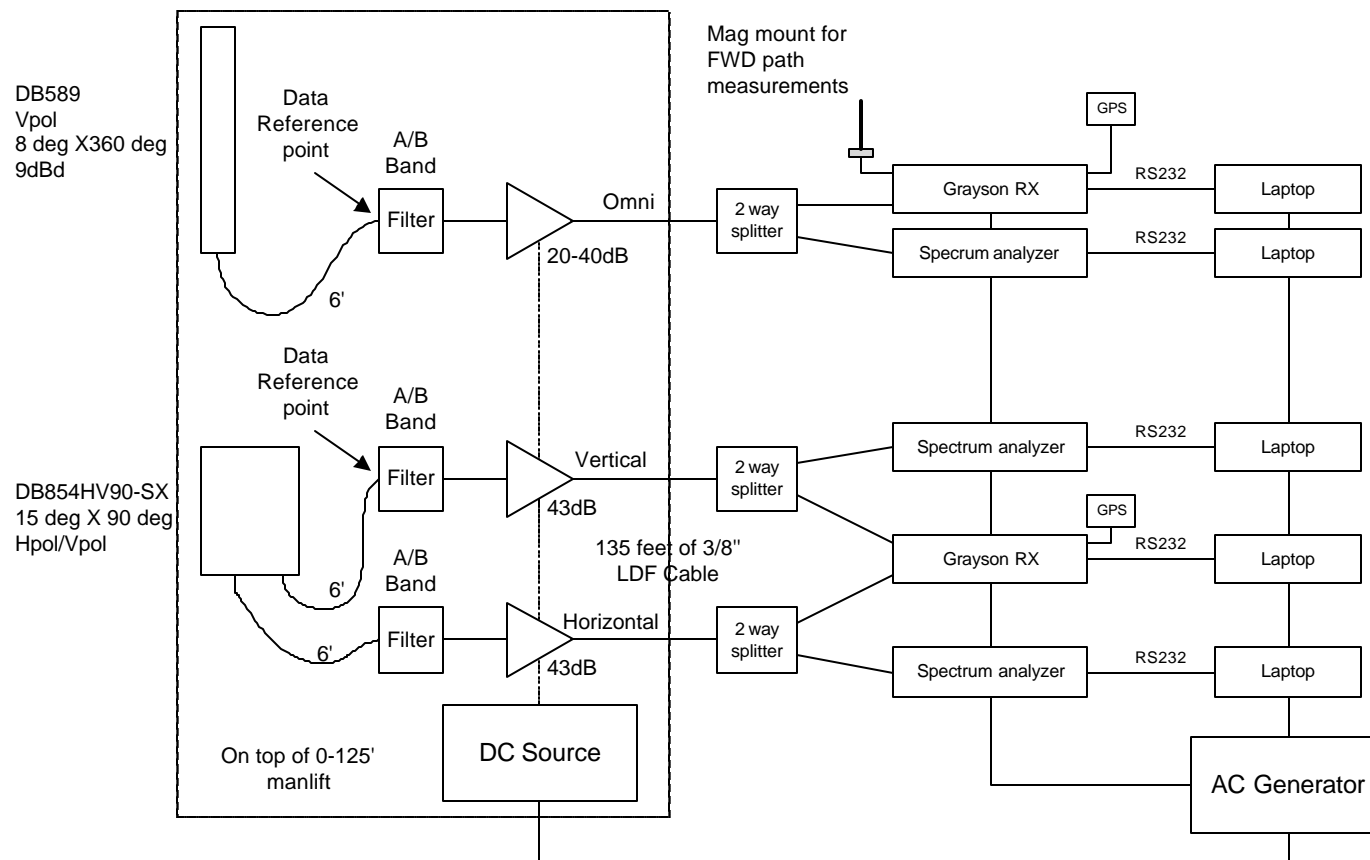 DB589
Vpol
8 deg X360 deg
9dBd
Data
Reference
point
A/B
Band
Filter
6'
20-40dB
Omni
2 way
splitter
Mag mount for
FWD path
measurements
GPS
Grayson RX
RS232
Laptop
Specrum analyzer
RS232
Laptop
DB854HV90-SX
15 deg X 90 deg
Hpol/Vpol
Data
Reference
point
A/B
Band
Filter
6'
43dB
Vertical
2 way
splitter
Spectrum analyzer
RS232
Laptop
135 feet of 3/8"
LDF Cable
GPS
Grayson RX
RS232
Laptop
A/B
Band
Filter
6'
43dB
Horizontal
2 way
splitter
Spectrum analyzer
RS232
Laptop
On top of 0-125'
manlift
DC Source
AC Generator